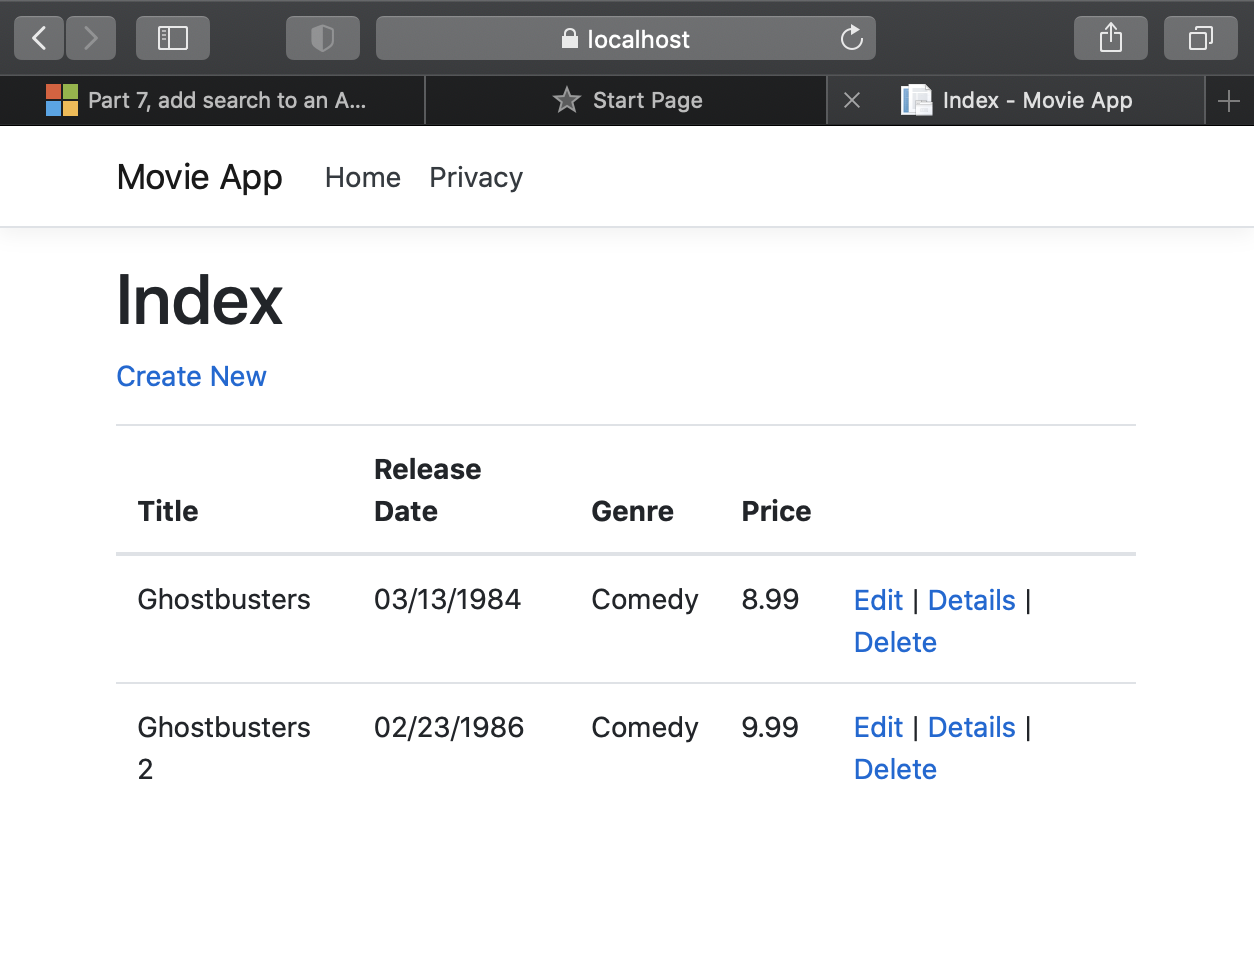 localhost
Part 7, add search to an A...
Start Page
Index - Movie App
Movie App Home Privacy
Index
Create New
Title Release Date Genre Price
Ghostbusters 03/13/1984 Comedy 8.99 Edit | Details |
Delete
Ghostbusters 02/23/1986 Comedy 9.99 Edit | Details |
2 Delete